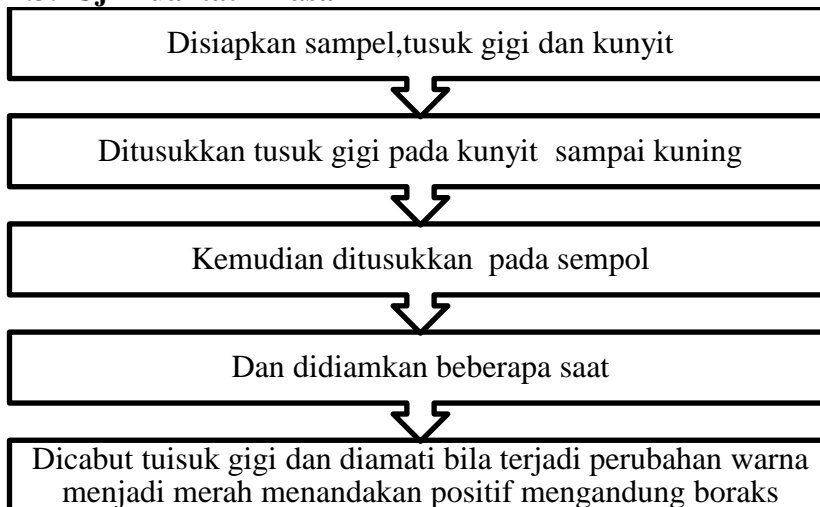 Disiapkan sampel,tusuk gigi dan kunyit
Ditusukkan tusuk gigi pada kunyit sampai kuning
Kemudian ditusukkan pada sempol
Dan didiamkan beberapa saat
Dicabut tuisuk gigi dan diamati bila terjadi perubahan warna
menjadi merah menandakan positif mengandung boraks